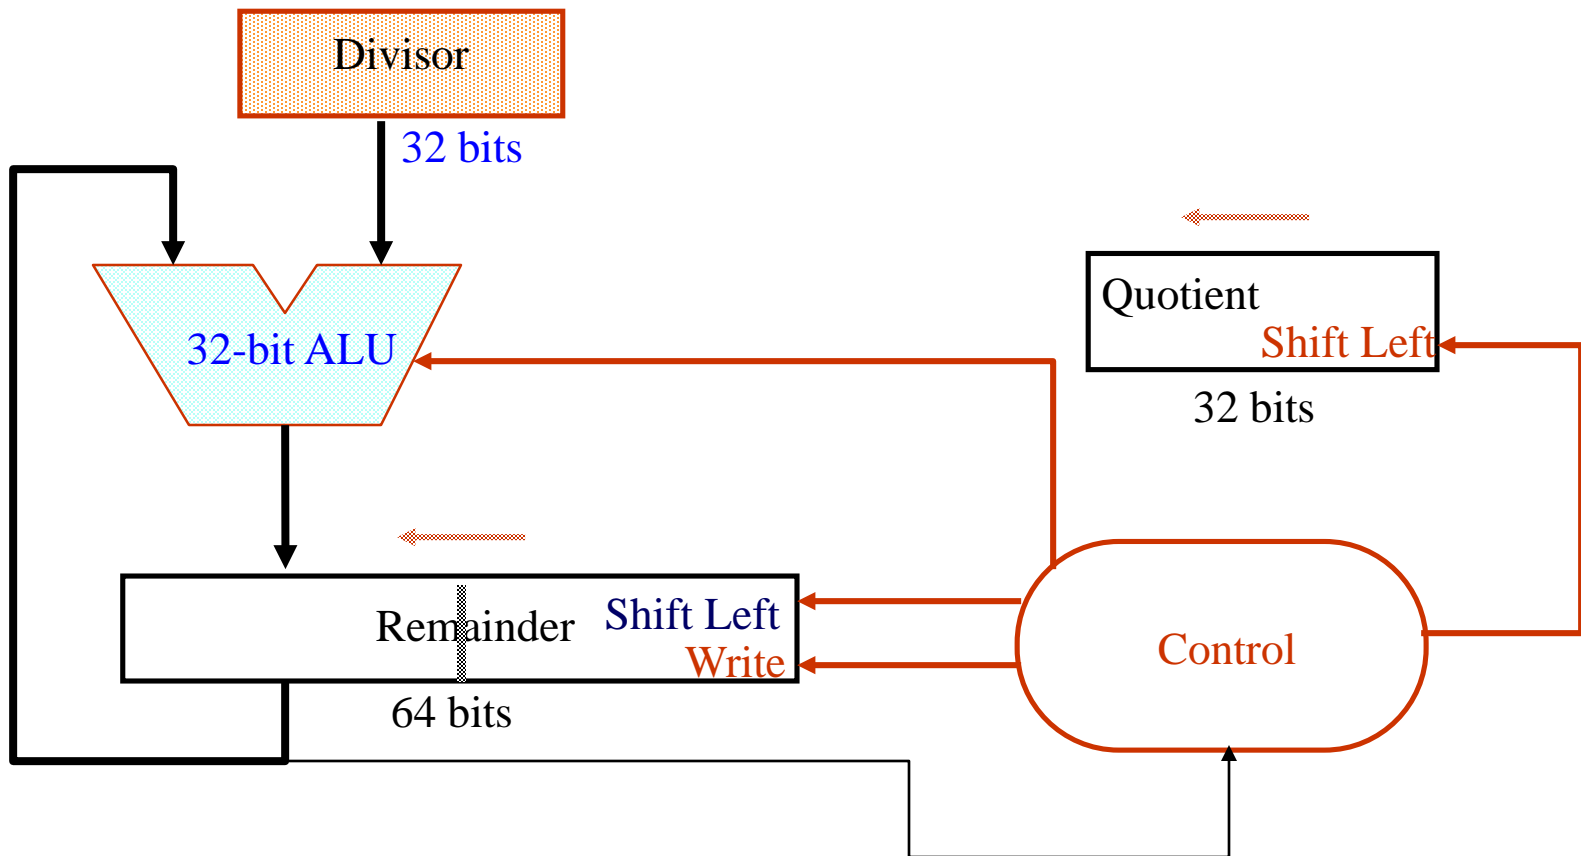 Divisor
32 bits
Quotient
32-bit ALU
Shift Left
32 bits
Remainder
Shift Left
Write
Control
64 bits